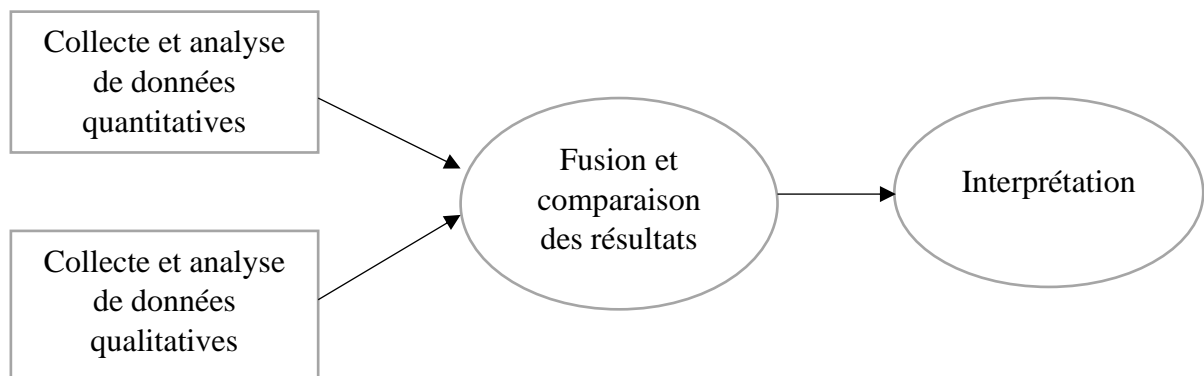 Collecte et analyse
de données
quantitatives
Collecte et analyse
de données
qualitatives
Fusion et
comparaison
des résultats
Interprétation